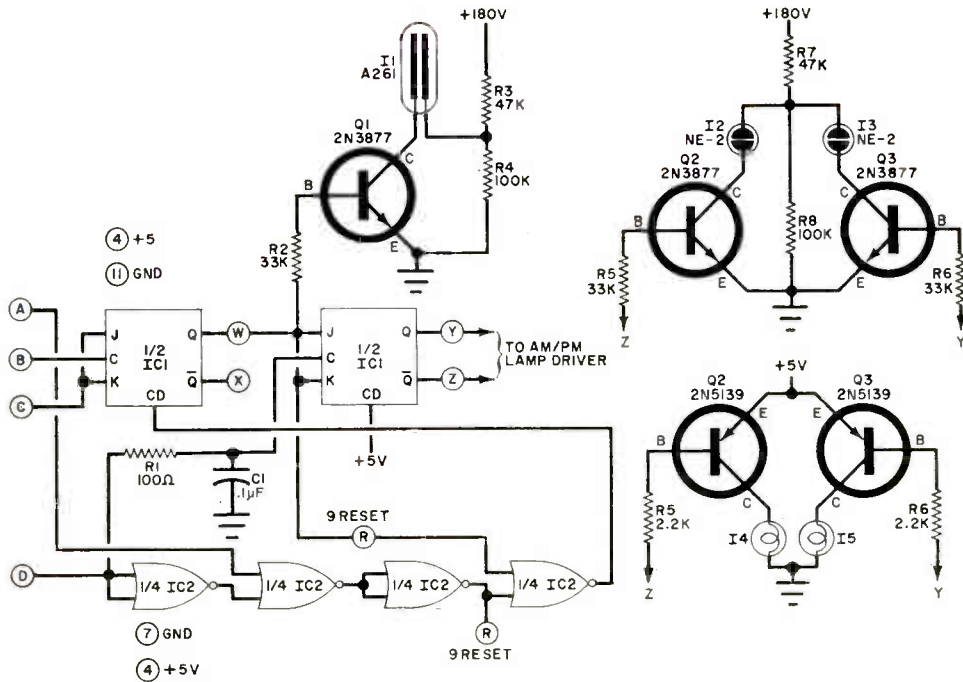 +180V
I1
A261
R3
47K
Q1
2N3877
C
B
R4
100K
E
R2
33K
④ +5
⑪ GND
A
B
C
J
C
K
Q
Q̅
1/2
IC1
CD
W
X
J
C
K
Q
Q̅
1/2
IC1
CD
Y
Z
TO AM/PM
LAMP DRIVER
+5V
R1
100Ω
C1
.1µF
9 RESET
R
D
1/4 IC2
1/4 IC2
1/4 IC2
1/4 IC2
R
9 RESET
⑦ GND
④ +5V
+180V
R7
47K
I2
NE-2
I3
NE-2
Q2
2N3877
Q3
2N3877
C
C
B
B
R8
100K
E
E
R5
33K
R6
33K
Z
Y
+5V
Q2
2N5139
Q3
2N5139
E
E
B
B
C
C
R5
2.2K
R6
2.2K
I4
I5
Z
Y